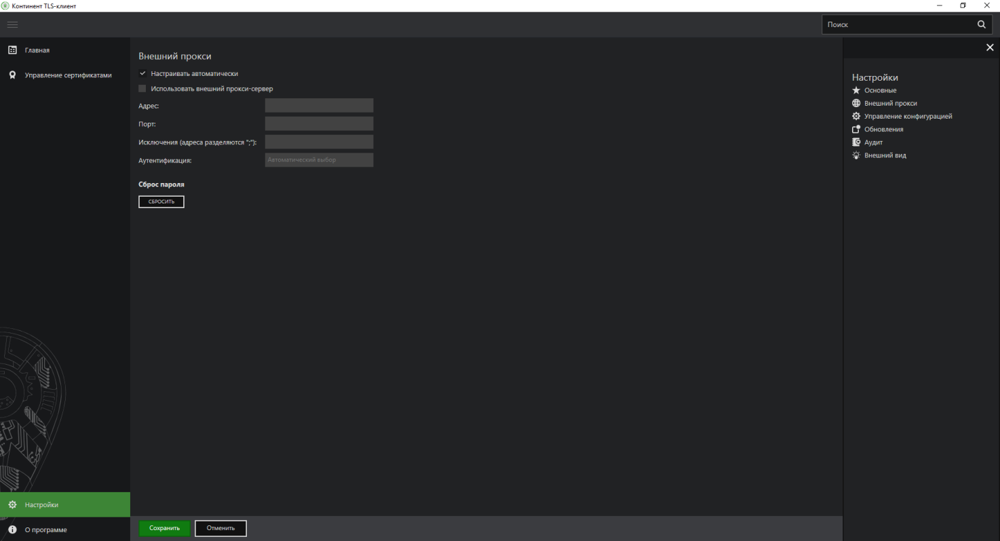 Континент TLS-клиент
Поиск
Главная
Управление сертификатами
Внешний прокси
Настраивать автоматически
Использовать внешний прокси-сервер
Адрес:
Порт:
Исключения (адреса разделяются ";"):
Аутентификация:
Автоматический выбор
Сброс пароля
СБРОСИТЬ
Настройки
Основные
Внешний прокси
Управление конфигурацией
Обновления
Аудит
Внешний вид
Настройки
О программе
Сохранить
Отменить